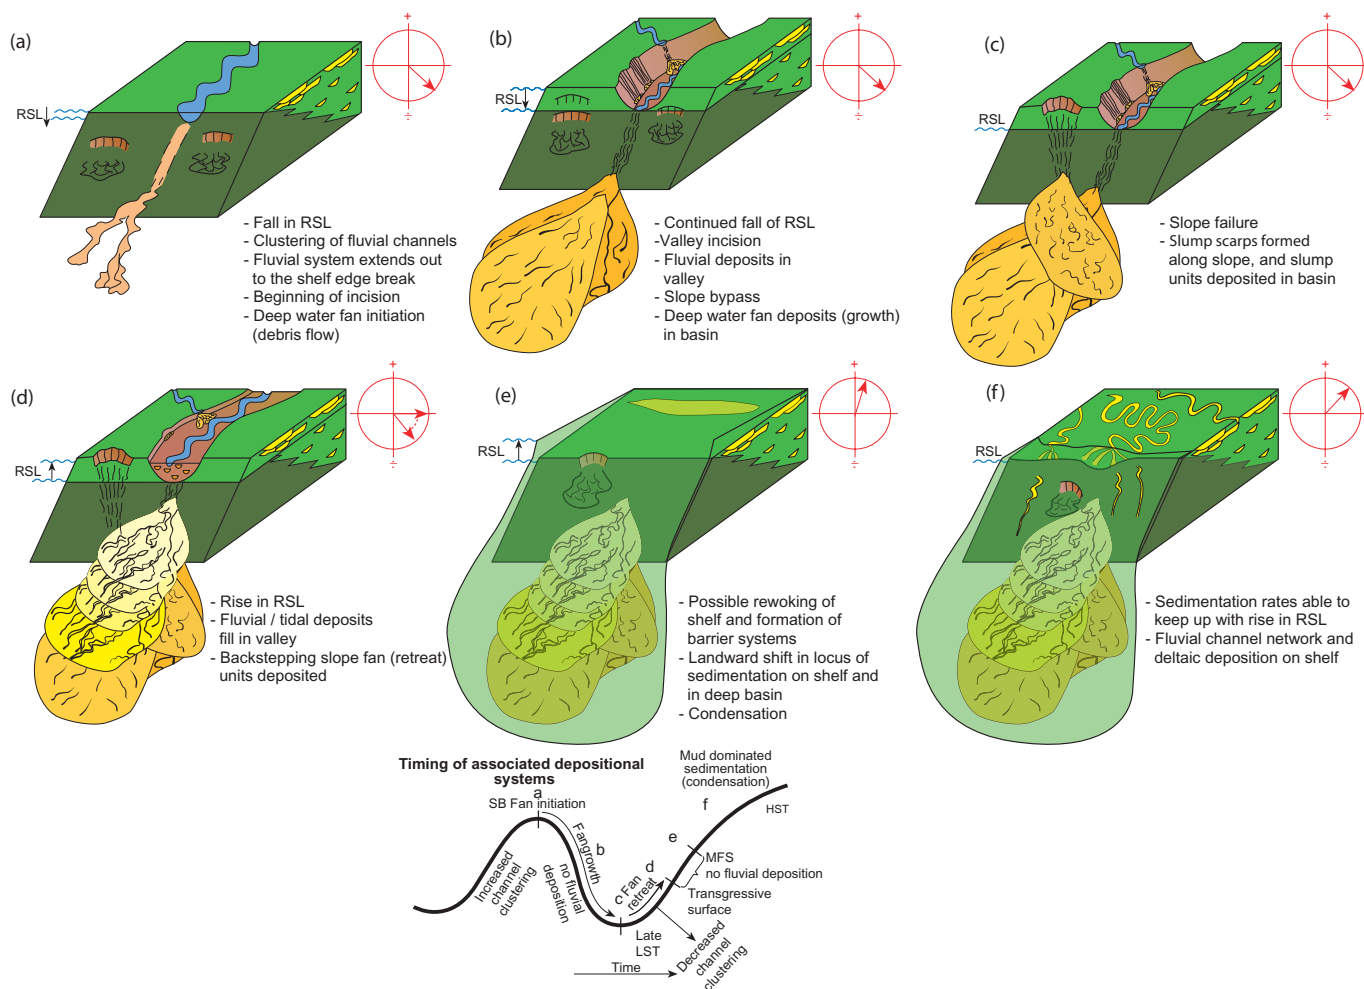 (a)
+
RSL
÷
- Fall in RSL
- Clustering of fluvial channels
- Fluvial system extends out
to the shelf edge break
- Beginning of incision
- Deep water fan initiation
(debris flow)
(b)
+
RSL
÷
- Continued fall of RSL
-Valley incision
- Fluvial deposits in
valley
- Slope bypass
- Deep water fan deposits (growth)
in basin
(c)
+
RSL
÷
- Slope failure
- Slump scarps formed
along slope, and slump
units deposited in basin
(d)
+
RSL
÷
- Rise in RSL
- Fluvial / tidal deposits
fill in valley
- Backstepping slope fan (retreat)
units deposited
(e)
+
RSL
÷
- Possible rewoking of
shelf and formation of
barrier systems
- Landward shift in locus of
sedimentation on shelf and
in deep basin
- Condensation
(f)
+
RSL
÷
- Sedimentation rates able to
keep up with rise in RSL
- Fluvial channel network and
deltaic deposition on shelf
Timing of associated depositional
systems
a
SB Fan initiation
Increased
channel
clustering
Fangrowth
b
no fluvial
deposition
c
Fan
retreat
d
Late
LST
Time
Decreased
channel
clustering
Transgressive
surface
e
MFS
no fluvial deposition
f
Mud dominated
sedimentation
(condensation)
HST